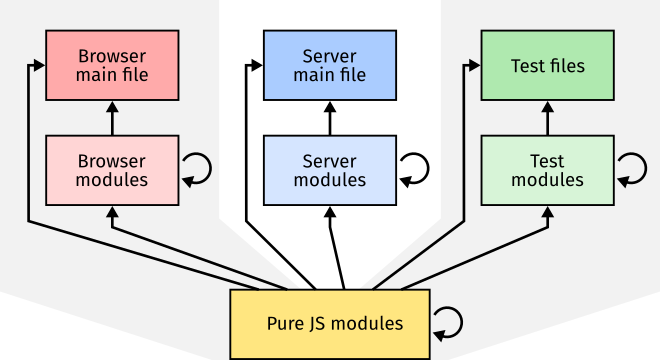 Browser
main file
Server
main file
Test files
Browser
modules
Server
modules
Test
modules
Pure JS modules